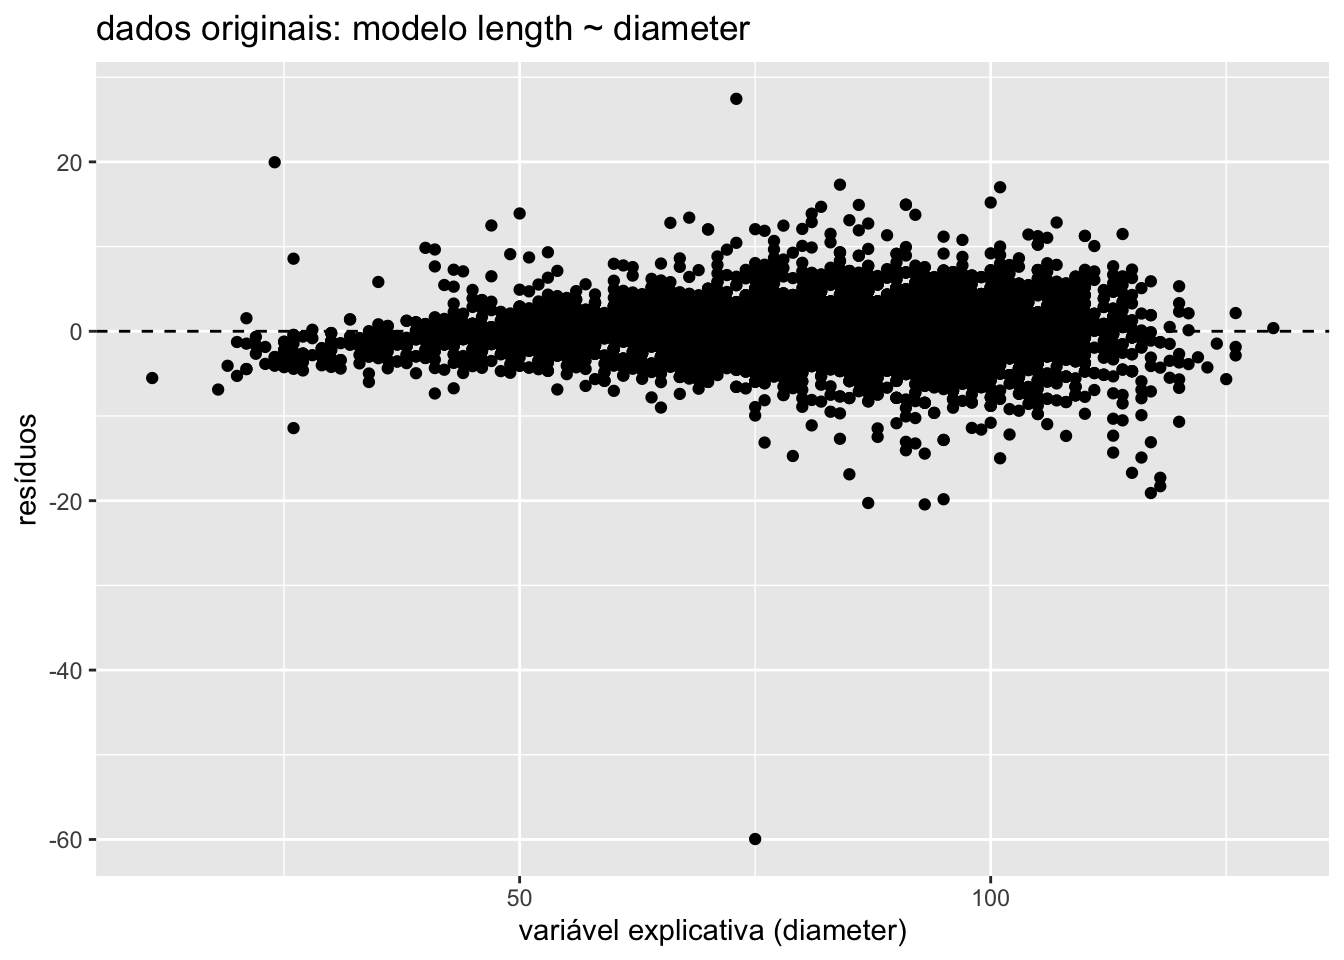 dados originais: modelo length ~ diameter
20
0
-20
-40
-60
resíduos
50
100
variável explicativa (diameter)